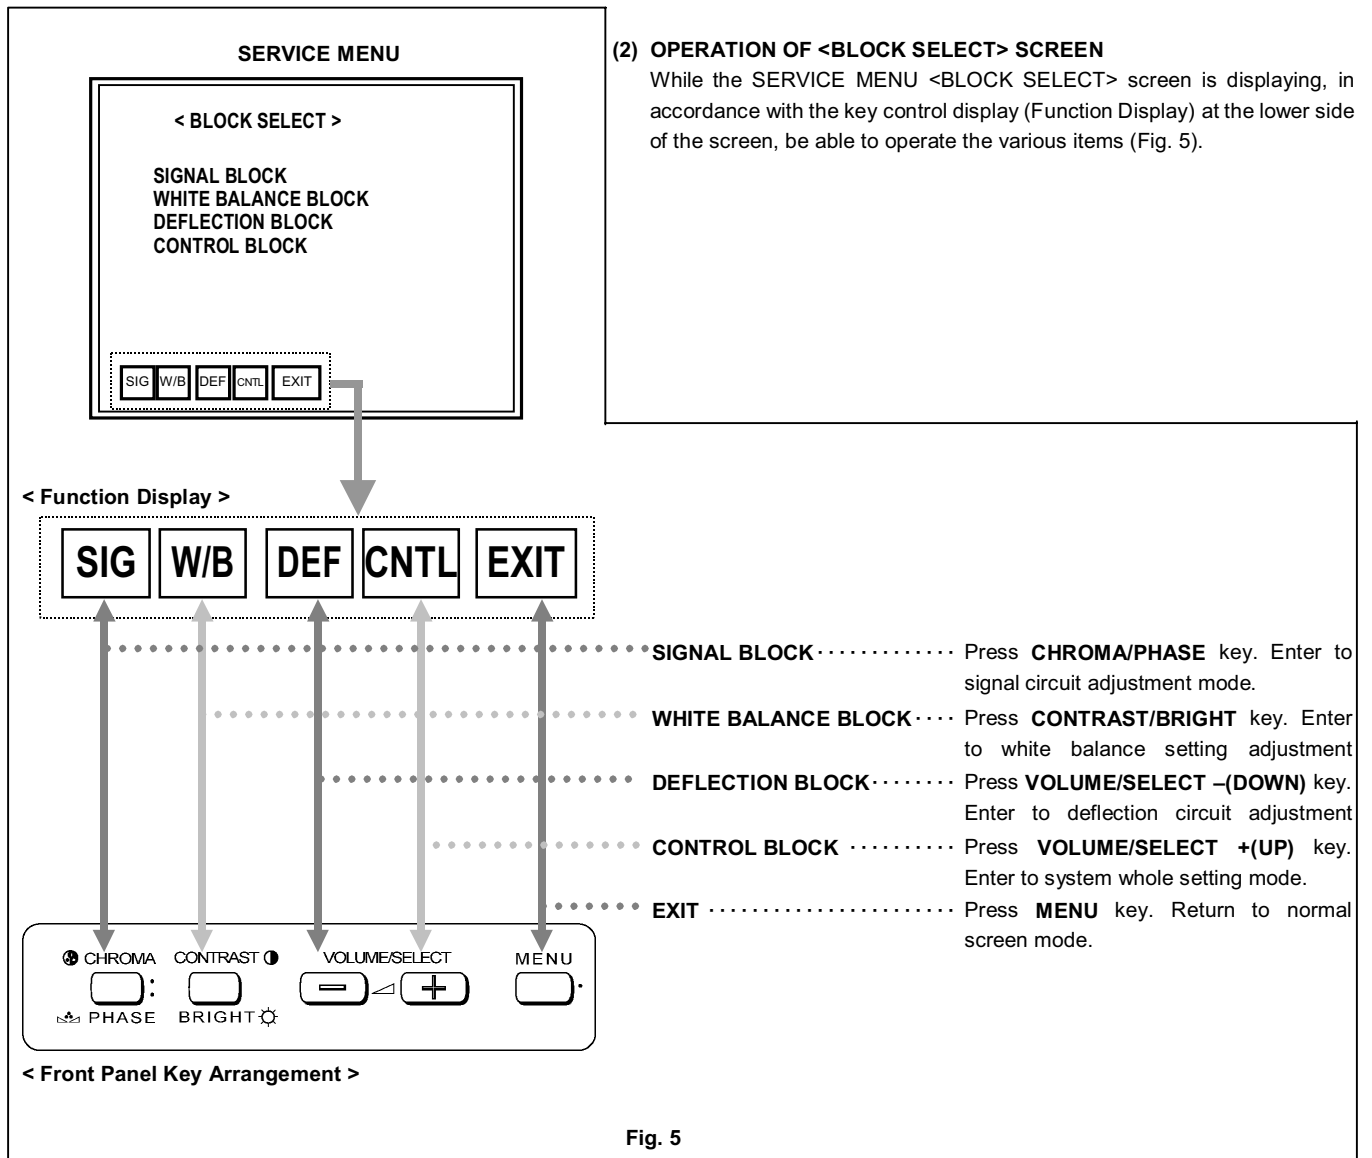 SERVICE MENU
< BLOCK SELECT >
SIGNAL BLOCK
WHITE BALANCE BLOCK
DEFLECTION BLOCK
CONTROL BLOCK
SIG W/B DEF CNTL EXIT
(2) OPERATION OF <BLOCK SELECT> SCREEN
While the SERVICE MENU <BLOCK SELECT> screen is displaying, in
accordance with the key control display (Function Display) at the lower side
of the screen, be able to operate the various items (Fig. 5).
< Function Display >
SIG W/B DEF CNTL EXIT
SIGNAL BLOCK ············· Press CHROMA/PHASE key. Enter to
signal circuit adjustment mode.
WHITE BALANCE BLOCK ···· Press CONTRAST/BRIGHT key. Enter
to white balance setting adjustment
DEFLECTION BLOCK ········ Press VOLUME/SELECT –(DOWN) key.
Enter to deflection circuit adjustment
CONTROL BLOCK ·········· Press VOLUME/SELECT +(UP) key.
Enter to system whole setting mode.
EXIT ······················· Press MENU key. Return to normal
screen mode.
CHROMA CONTRAST VOLUME/SELECT MENU
− +
PHASE BRIGHT
< Front Panel Key Arrangement >
Fig. 5